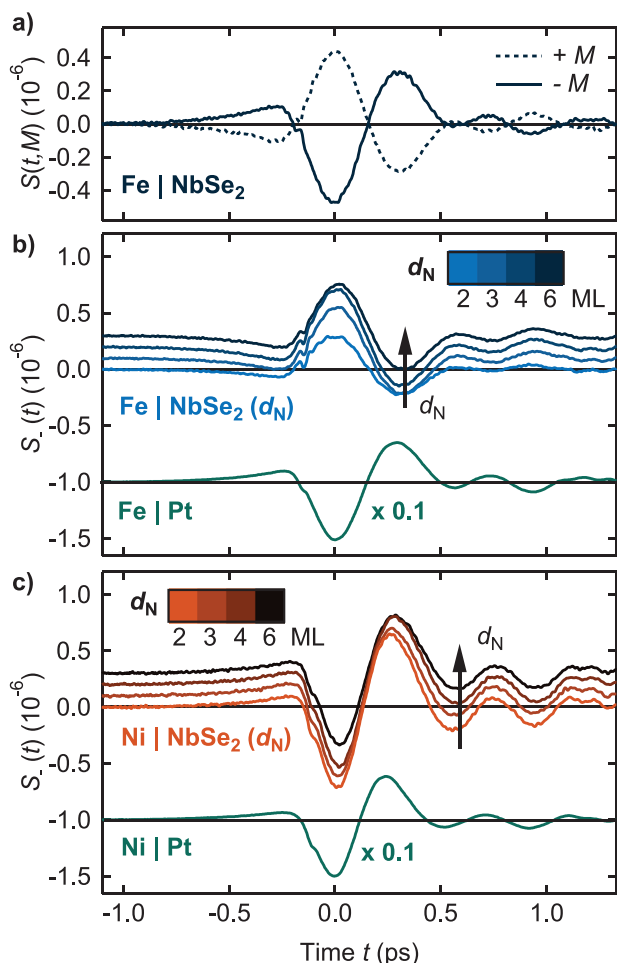 a)
S(t,M) (10⁻⁶)
0.4
0.0
-0.4
+ M
- M
Fe | NbSe₂
b)
S₋(t) (10⁻⁶)
1.0
0.5
0.0
-0.5
-1.0
-1.5
d_N
2 3 4 6 ML
Fe | NbSe₂ (d_N)
d_N
Fe | Pt
x 0.1
c)
S₋(t) (10⁻⁶)
1.0
0.5
0.0
-0.5
-1.0
-1.5
d_N
2 3 4 6 ML
d_N
Ni | NbSe₂ (d_N)
Ni | Pt
x 0.1
-1.0 -0.5 0.0 0.5 1.0
Time t (ps)